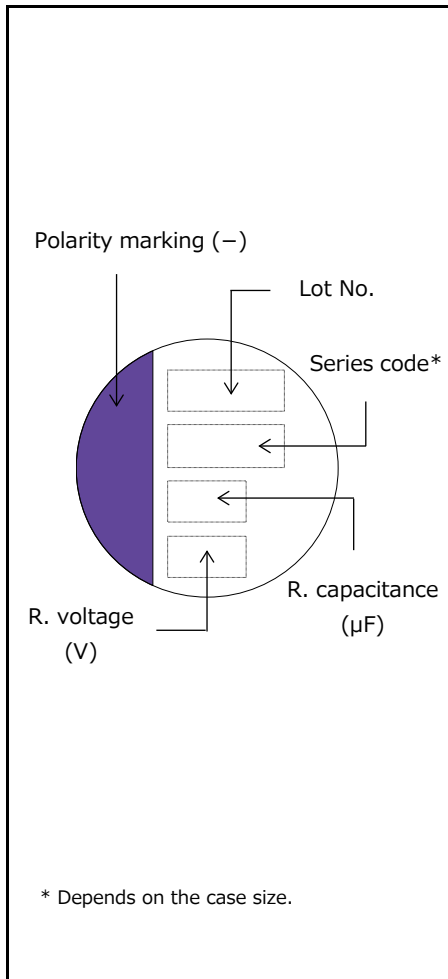 Polarity marking (−)
Lot No.
Series code*
R. capacitance
(μF)
R. voltage
(V)
* Depends on the case size.